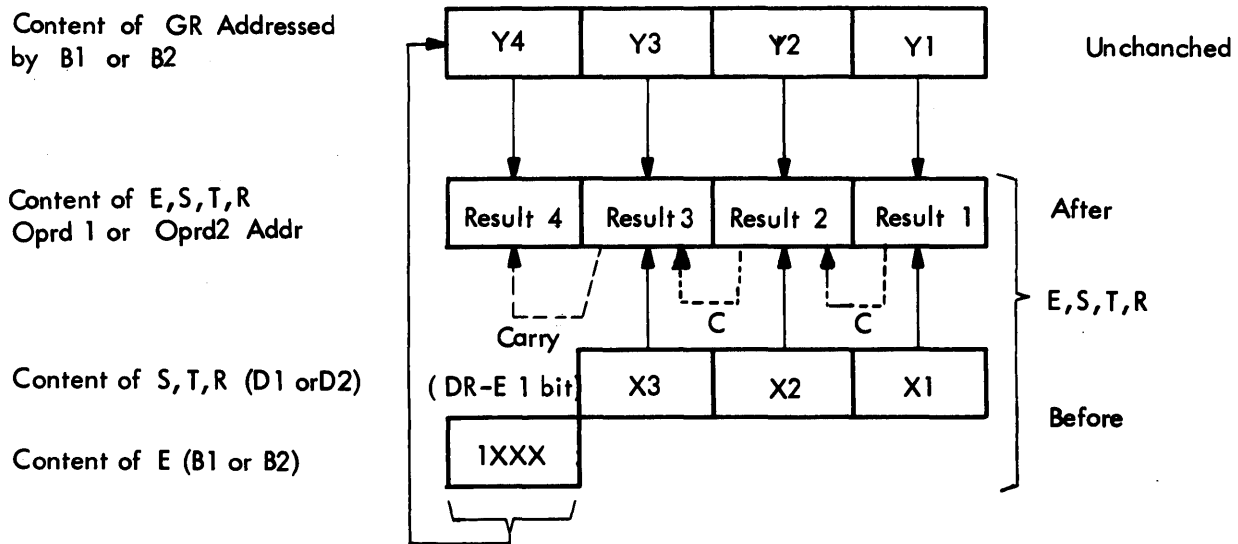 Content of GR Addressed
by B1 or B2
Y4 Y3 Y2 Y1
Unchanched
Content of E,S,T,R
Oprd 1 or Oprd2 Addr
Result 4 Result 3 Result 2 Result 1
After
Carry C C
E,S,T,R
Content of S,T,R (D1 orD2)
(DR-E 1 bit) X3 X2 X1
Before
Content of E (B1 or B2)
1XXX